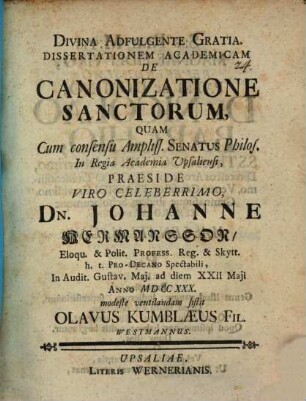 DIVINA ADFULGENTE GRATIA.
DISSERTATIONEM ACADEMICAM
DE
CANONIZATIONE
SANCTORUM,
QUAM
Cum consensu Ampliss. SENATUS Philos.
In Regia Academia Upsaliensi,
PRAESIDE
VIRO CELEBERRIMO,
DN. JOHANNE
HERMANSSON/
Eloqu. & Polit. PROFESS. Reg. & Skytt.
h. t. PRO-DECANO Spectabili,
In Audit. Gustav. Maj. ad diem XXII Maji
ANNO MDCCXXX.
modeste ventilandam sistit
OLAVUS KUMBLÆUS FIL.
WESTMANNUS.
UPSALIAE,
LITERIS WERNERIANIS.